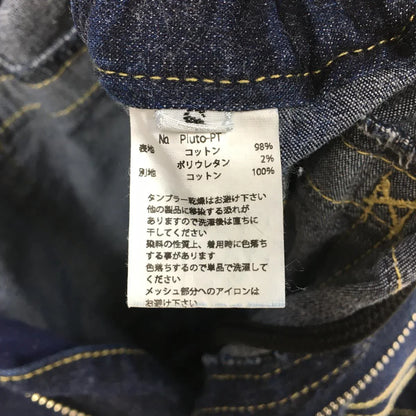 No Pluto-PT
表地 コットン 98%
ポリウレタン 2%
別地 コットン 100%
タンブラー乾燥はお避け下さい
他の製品に移染する恐れが
ありますので洗濯後は直ちに
干してください
染料の性質上、着用時に色落ち
する事があります
色落ちするので単品で洗濯して
ください
メッシュ部分へのアイロンは
お避け下さい